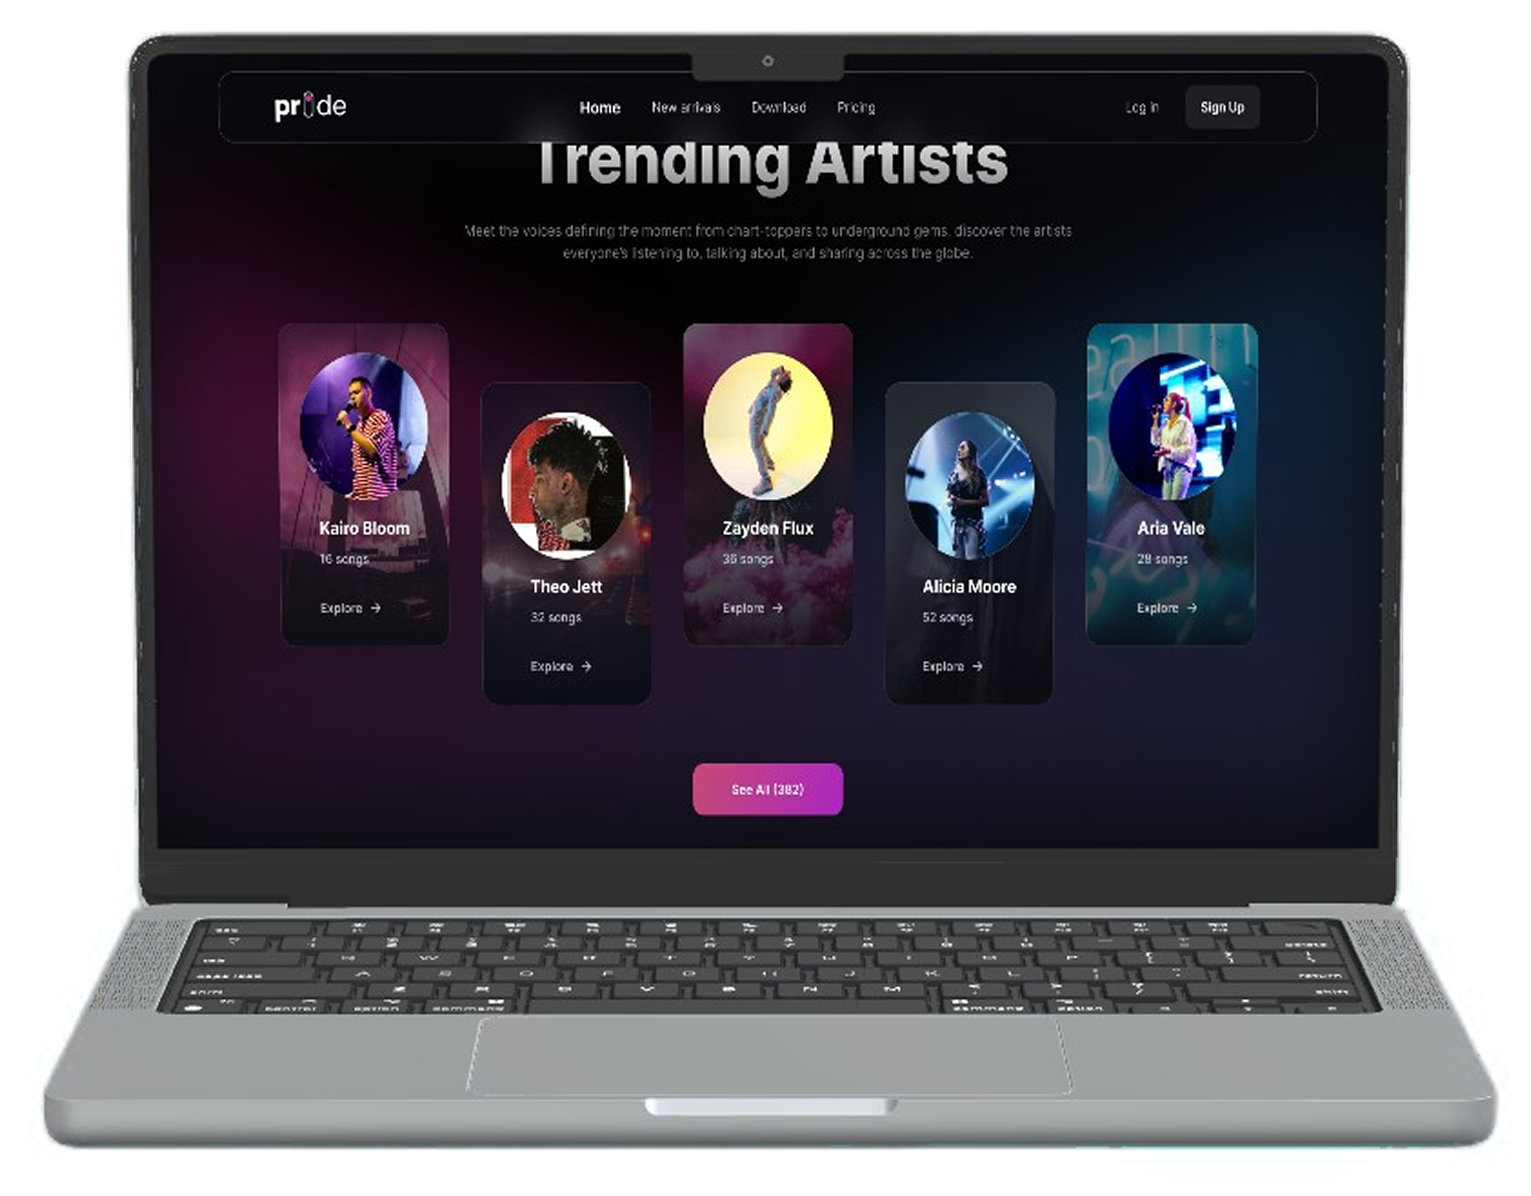 pride
Home New arrivals Download Pricing
Log in Sign Up
Trending Artists
Meet the voices defining the moment from chart-toppers to underground gems, discover the artists
everyone's listening to, talking about, and sharing across the globe.
Kairo Bloom
16 songs
Explore →
Theo Jett
32 songs
Explore →
Zayden Flux
36 songs
Explore →
Alicia Moore
52 songs
Explore →
Aria Vale
28 songs
Explore →
See All (382)